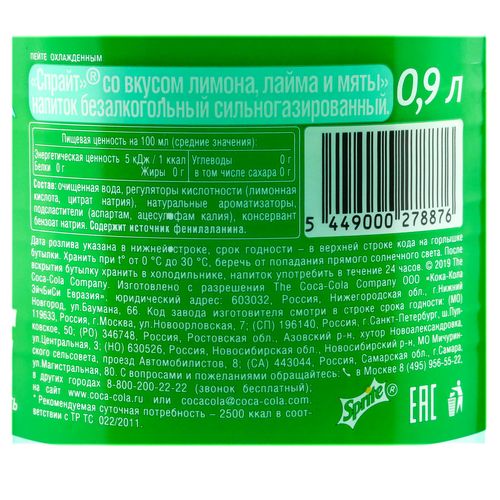 ПЕЙТЕ ОХЛАЖДЕННЫМ
«Спрайт»® со вкусом лимона, лайма и мяты»
напиток безалкогольный сильногазированный.
0,9 л
Пищевая ценность на 100 мл (средние значения):
Энергетическая ценность 5 кДж / 1 ккал
Белки 0 г Жиры 0 г
Углеводы 0 г
в том числе сахара 0 г
Состав: очищенная вода, регуляторы кислотности (лимонная
кислота, цитрат натрия), натуральные ароматизаторы,
подсластители (аспартам, ацесульфам калия), консервант
бензоат натрия. Содержит источник фенилаланина.
5 449000 278876
Дата розлива указана в нижней строке, срок годности - в верхней строке кода на горлышке
бутылки. Хранить при t° от 0 °С до 30 °С, беречь от попадания прямого солнечного света. После
вскрытия бутылку хранить в холодильнике, напиток употребить в течение 24 часов. © 2019 The
Coca-Cola Company. Изготовлено с разрешения The Coca-Cola Company ООО «Кока-Кола
ЭйчБиСи Евразия», юридический адрес: 603032, Россия, Нижегородская обл., г.Нижний
Новгород, ул.Баумана, 66. Код завода изготовителя смотри в строке срока годности: (МО)
119633, Россия, г.Москва, ул.Новоорловская, 7; (СП) 196140, Россия, г.Санкт-Петербург, ш.Пул-
ковское, 50; (РО) 346748, Россия, Ростовская обл., Азовский р-н, хутор Новоалександровка,
ул.Центральная, 3; (НО) 630526, Россия, Новосибирская обл., Новосибирский р-н, МО Мичурин-
ского сельсовета, проезд Автомобилистов, 8; (СА) 443044, Россия, Самарская обл., г.Самара,
ул.Магистральная, 80. С вопросами и претензиями обращайтесь: в Москве 8 (495) 956-55-22,
в других городах - 8-800-200-22-22 (звонок бесплатный),
www.coca-cola.ru или cocacola@coca-cola.com.
* Рекомендуемая суточная потребность - 2500 ккал в соот-
ветствии с ТР ТС 022/2011.
Sprite®
EAC